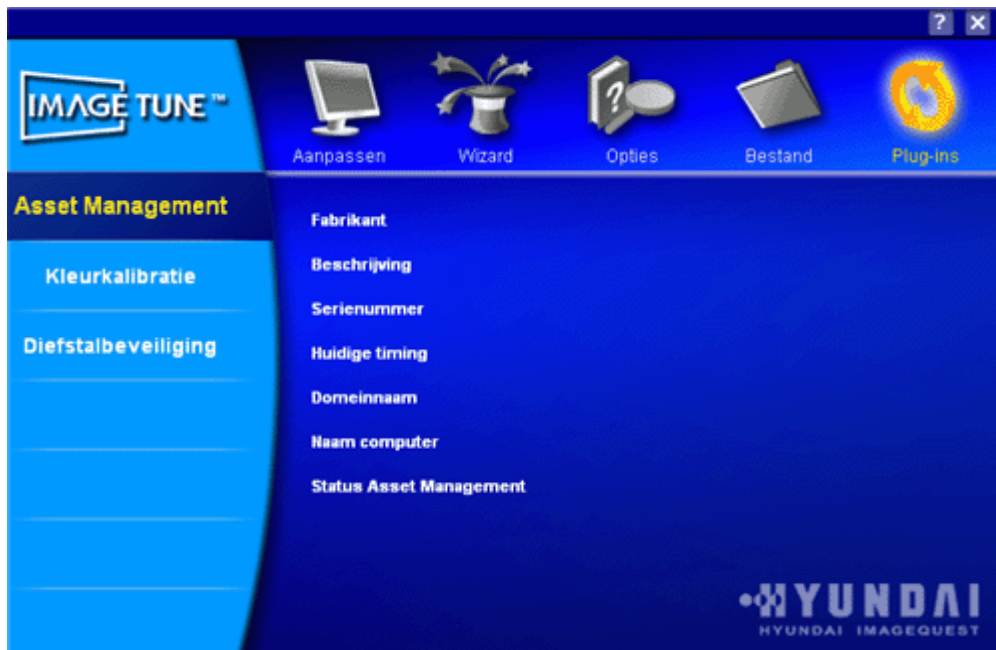 ? X
IMAGE TUNE™
Aanpassen Wizard Opties Bestand Plug-ins
Asset Management
Kleurkalibratie
Diefstalbeveiliging
Fabrikant
Beschrijving
Serienummer
Huidige timing
Domeinnaam
Naam computer
Status Asset Management
HYUNDAI
HYUNDAI IMAGEQUEST